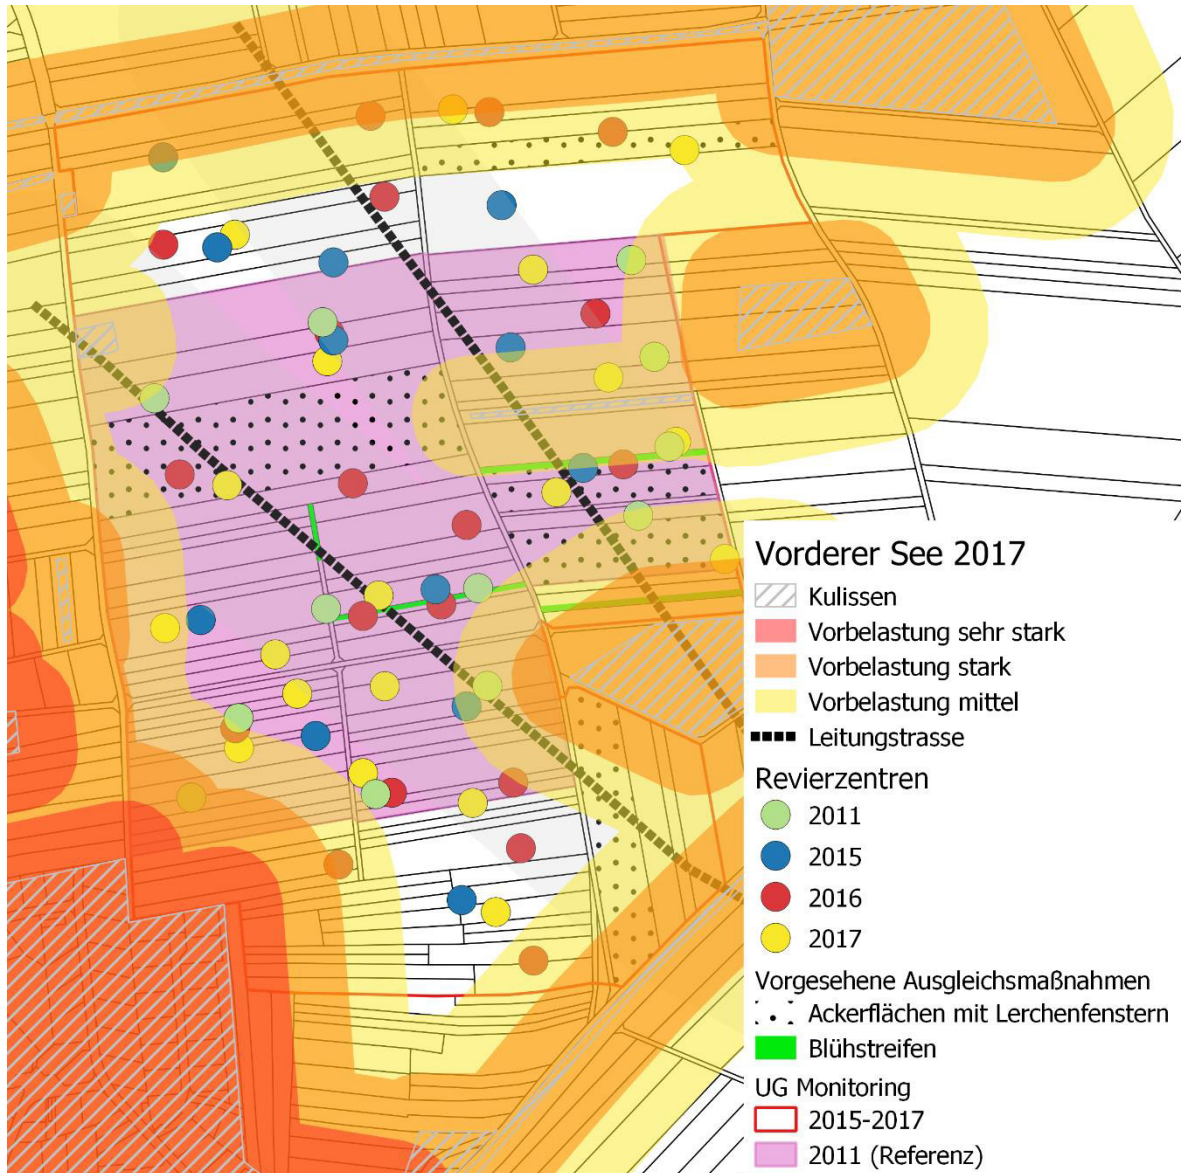 Vorderer See 2017
Kulissen
Vorbelastung sehr stark
Vorbelastung stark
Vorbelastung mittel
Leitungstrasse
Revierzentren
2011
2015
2016
2017
Vorgesehene Ausgleichsmaßnahmen
Ackerflächen mit Lerchenfenstern
Blühstreifen
UG Monitoring
2015-2017
2011 (Referenz)